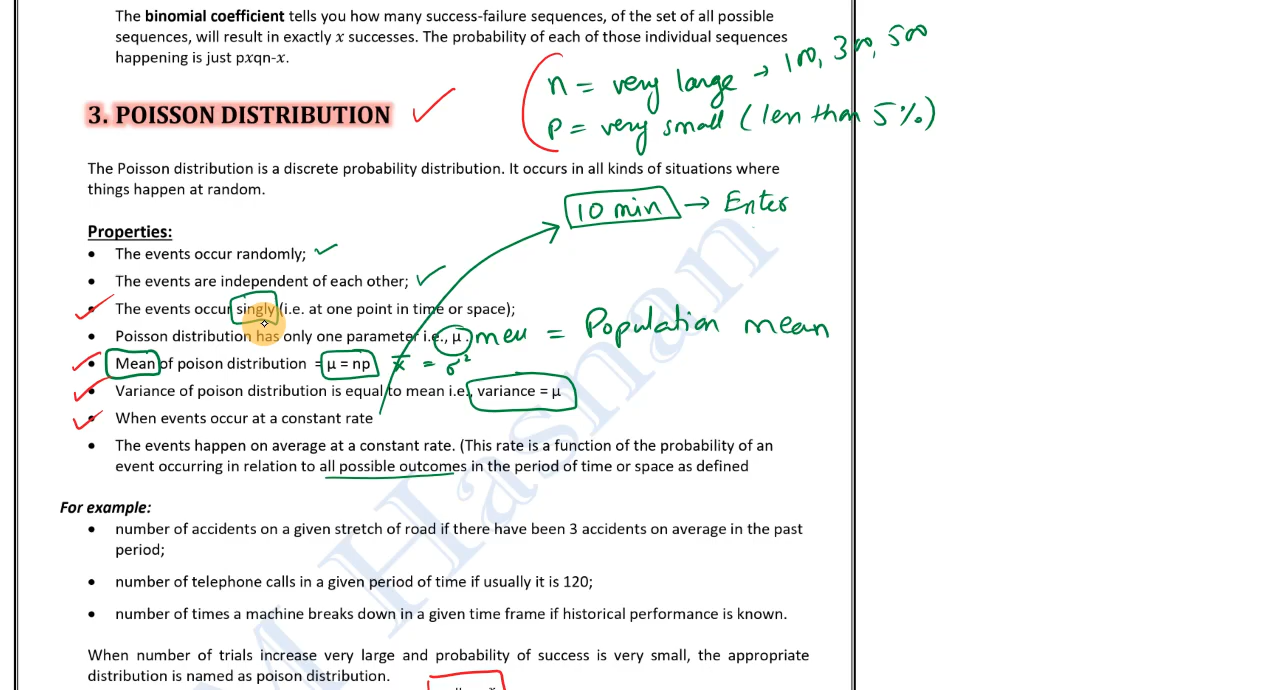 The binomial coefficient tells you how many success-failure sequences, of the set of all possible
sequences, will result in exactly x successes. The probability of each of those individual sequences
happening is just pxqn-x.
n = very large → 100, 300, 500
3. POISSON DISTRIBUTION
p = very small (len than 5%)
The Poisson distribution is a discrete probability distribution. It occurs in all kinds of situations where
things happen at random.
10 min → Enter
Properties:
• The events occur randomly;
• The events are independent of each other;
• The events occur singly (i.e. at one point in time or space);
• Poisson distribution has only one parameter i.e., μ. meu = Population mean
• Mean of poison distribution = μ = np x̄ = σ²
• Variance of poison distribution is equal to mean i.e., variance = μ
• When events occur at a constant rate
• The events happen on average at a constant rate. (This rate is a function of the probability of an
event occurring in relation to all possible outcomes in the period of time or space as defined
For example:
• number of accidents on a given stretch of road if there have been 3 accidents on average in the past
period;
• number of telephone calls in a given period of time if usually it is 120;
• number of times a machine breaks down in a given time frame if historical performance is known.
When number of trials increase very large and probability of success is very small, the appropriate
distribution is named as poison distribution.
M Hasnan